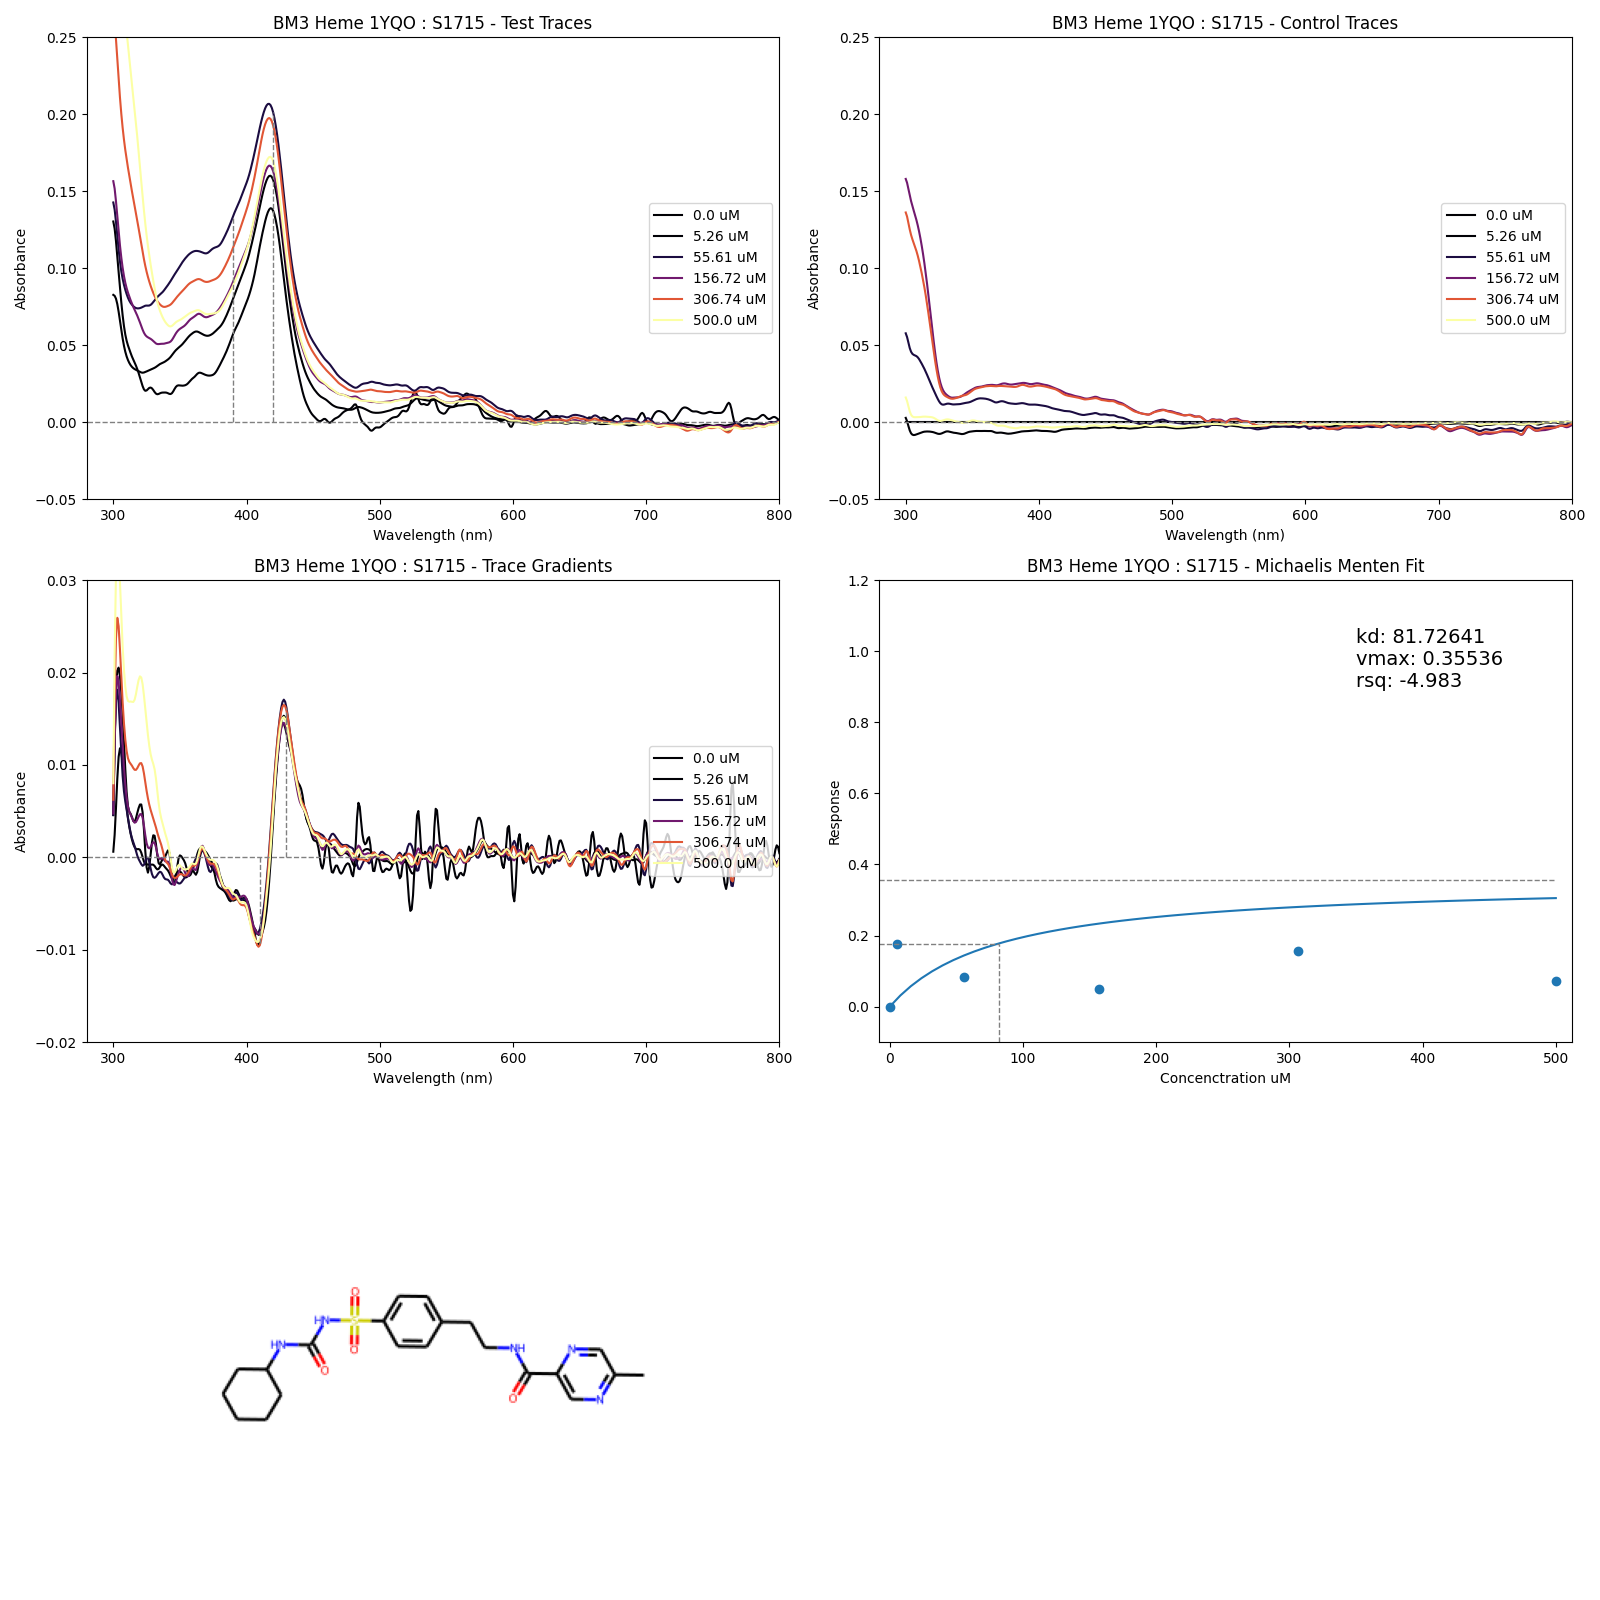 BM3 Heme 1YQO : S1715 - Test Traces
0.25
0.20
0.15
0.10
0.05
0.00
−0.05
Absorbance
300
400
500
600
700
800
Wavelength (nm)
0.0 uM
5.26 uM
55.61 uM
156.72 uM
306.74 uM
500.0 uM
BM3 Heme 1YQO : S1715 - Control Traces
0.25
0.20
0.15
0.10
0.05
0.00
−0.05
Absorbance
300
400
500
600
700
800
Wavelength (nm)
0.0 uM
5.26 uM
55.61 uM
156.72 uM
306.74 uM
500.0 uM
BM3 Heme 1YQO : S1715 - Trace Gradients
0.03
0.02
0.01
0.00
−0.01
−0.02
Absorbance
300
400
500
600
700
800
Wavelength (nm)
0.0 uM
5.26 uM
55.61 uM
156.72 uM
306.74 uM
500.0 uM
BM3 Heme 1YQO : S1715 - Michaelis Menten Fit
1.2
1.0
0.8
0.6
0.4
0.2
0.0
Response
kd: 81.72641
vmax: 0.35536
rsq: -4.983
0
100
200
300
400
500
Concenctration uM
O
HN
S
O
HN
O
NH
O
N
N